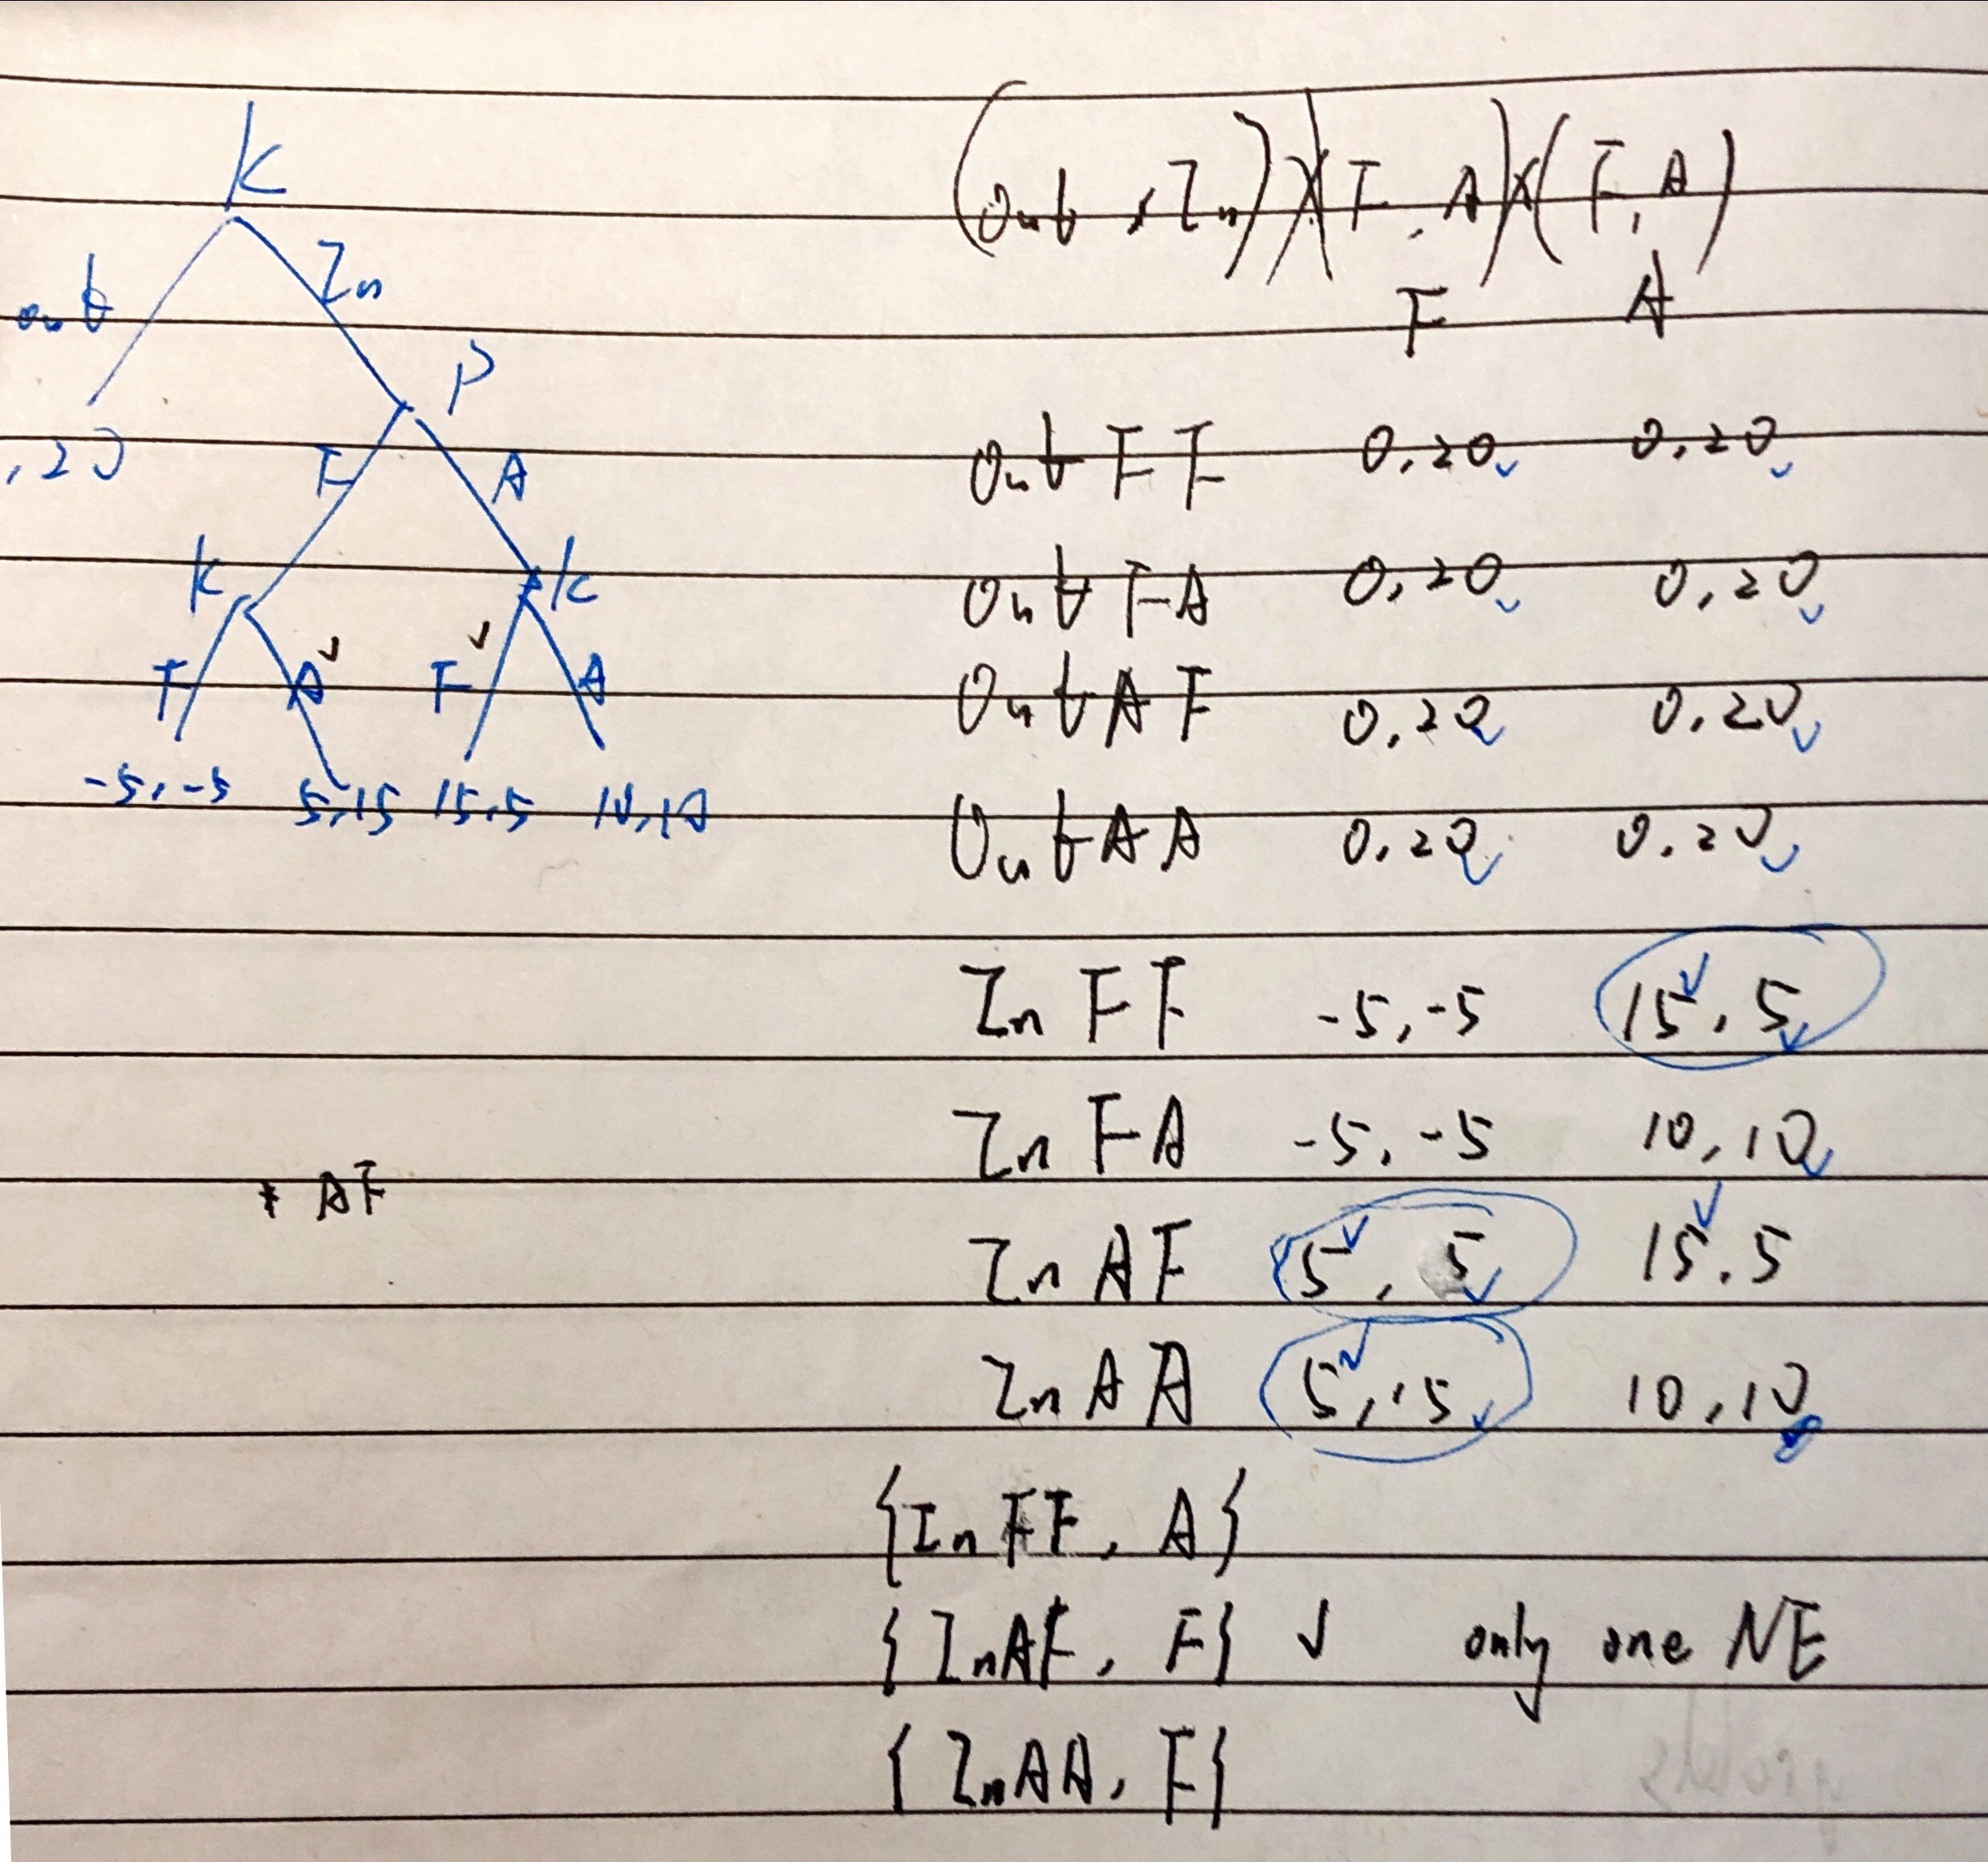 K
out In
P
, 20
F A
K K
F A ✓ F ✓ A
-5, -5 5, 15 15, 5 10, 10
* AF
(Out, In) X (F, A) X (F, A)
F A
Out F F 0, 20 ✓ 0, 20 ✓
Out F A 0, 20 ✓ 0, 20 ✓
Out A F 0, 20 ✓ 0, 20 ✓
Out A A 0, 20 ✓ 0, 20 ✓
In F F -5, -5 15 ✓, 5 ✓
In F A -5, -5 10, 10 ✓
In A F 5 ✓, 5 ✓ 15 ✓, 5
In A A 5 ✓, 15 ✓ 10, 10
{In FF, A}
{InAF, F} ✓ only one NE
{InAA, F}